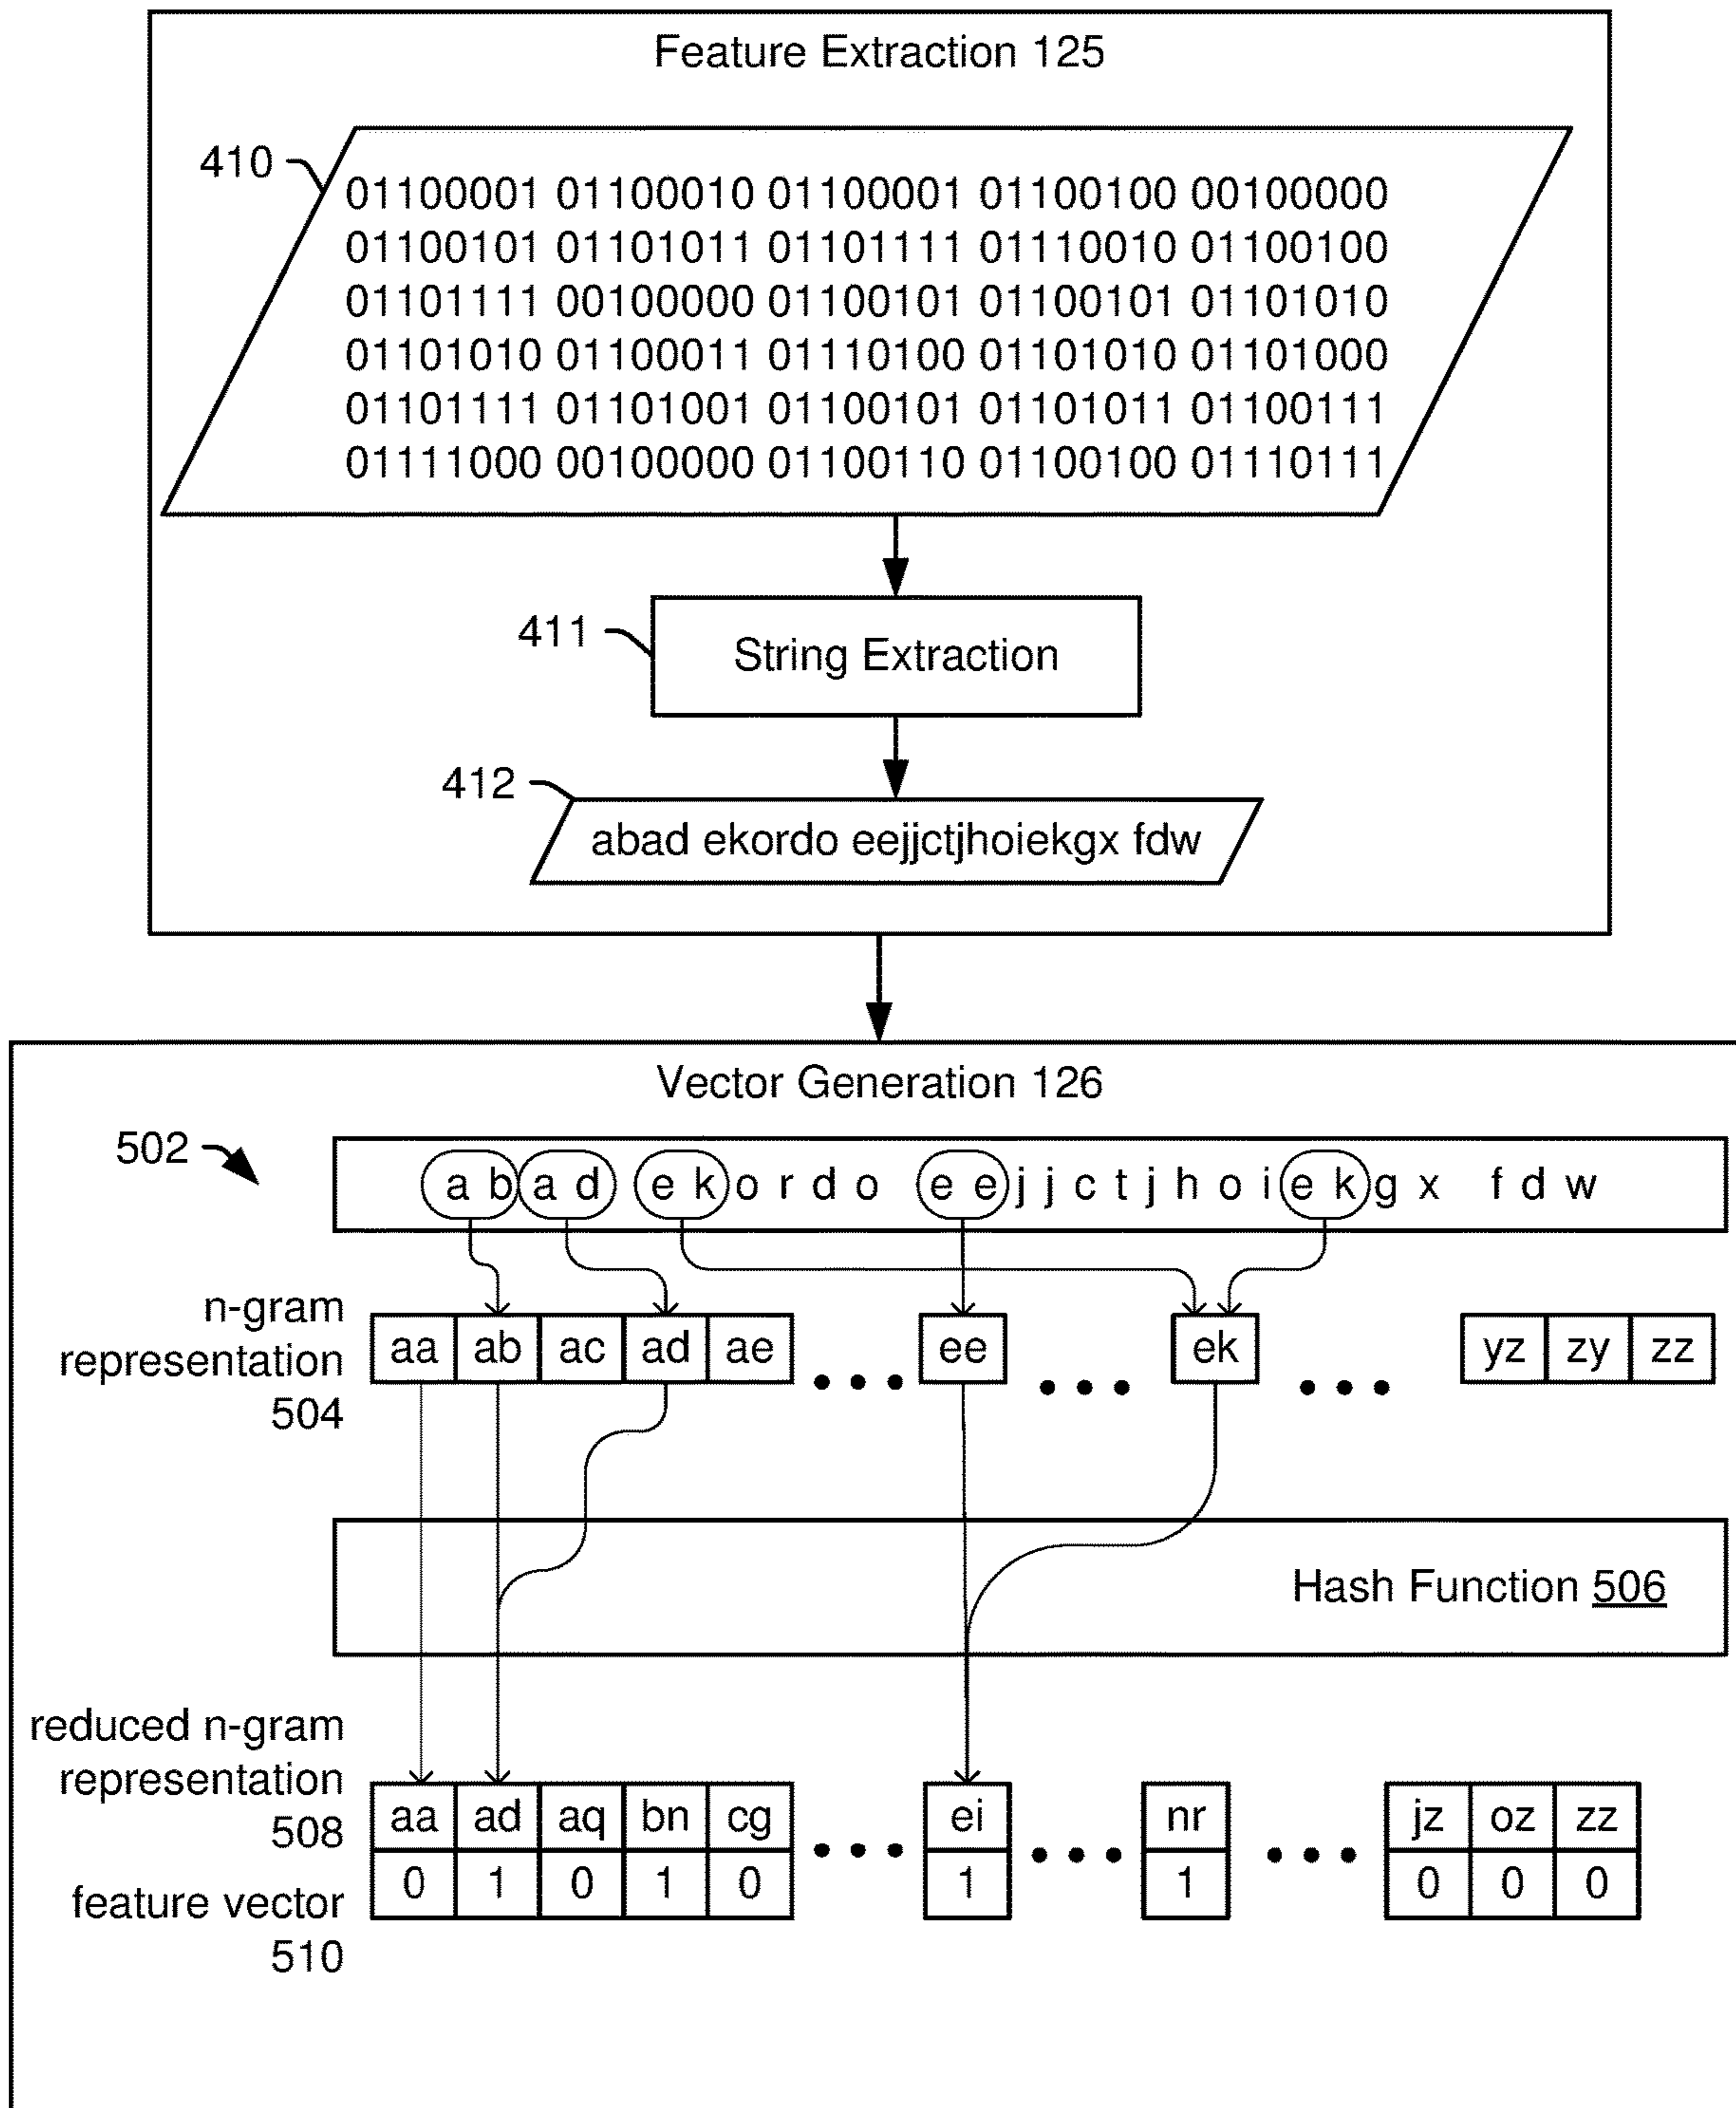 Feature Extraction 125
410
01100001 01100010 01100001 01100100 00100000
01100101 01101011 01101111 01110010 01100100
01101111 00100000 01100101 01100101 01101010
01101010 01100011 01110100 01101010 01101000
01101111 01101001 01100101 01101011 01100111
01111000 00100000 01100110 01100100 01110111
411
String Extraction
412
abad ekordo eejjctjhoiekgx fdw
Vector Generation 126
502
a b a d e k o r d o e e j j c t j h o i e k g x f d w
n-gram
representation
504
aa ab ac ad ae ••• ee ••• ek ••• yz zy zz
Hash Function 506
reduced n-gram
representation
508
aa ad aq bn cg ••• ei ••• nr ••• jz oz zz
feature vector
510
0 1 0 1 0 1 1 0 0 0